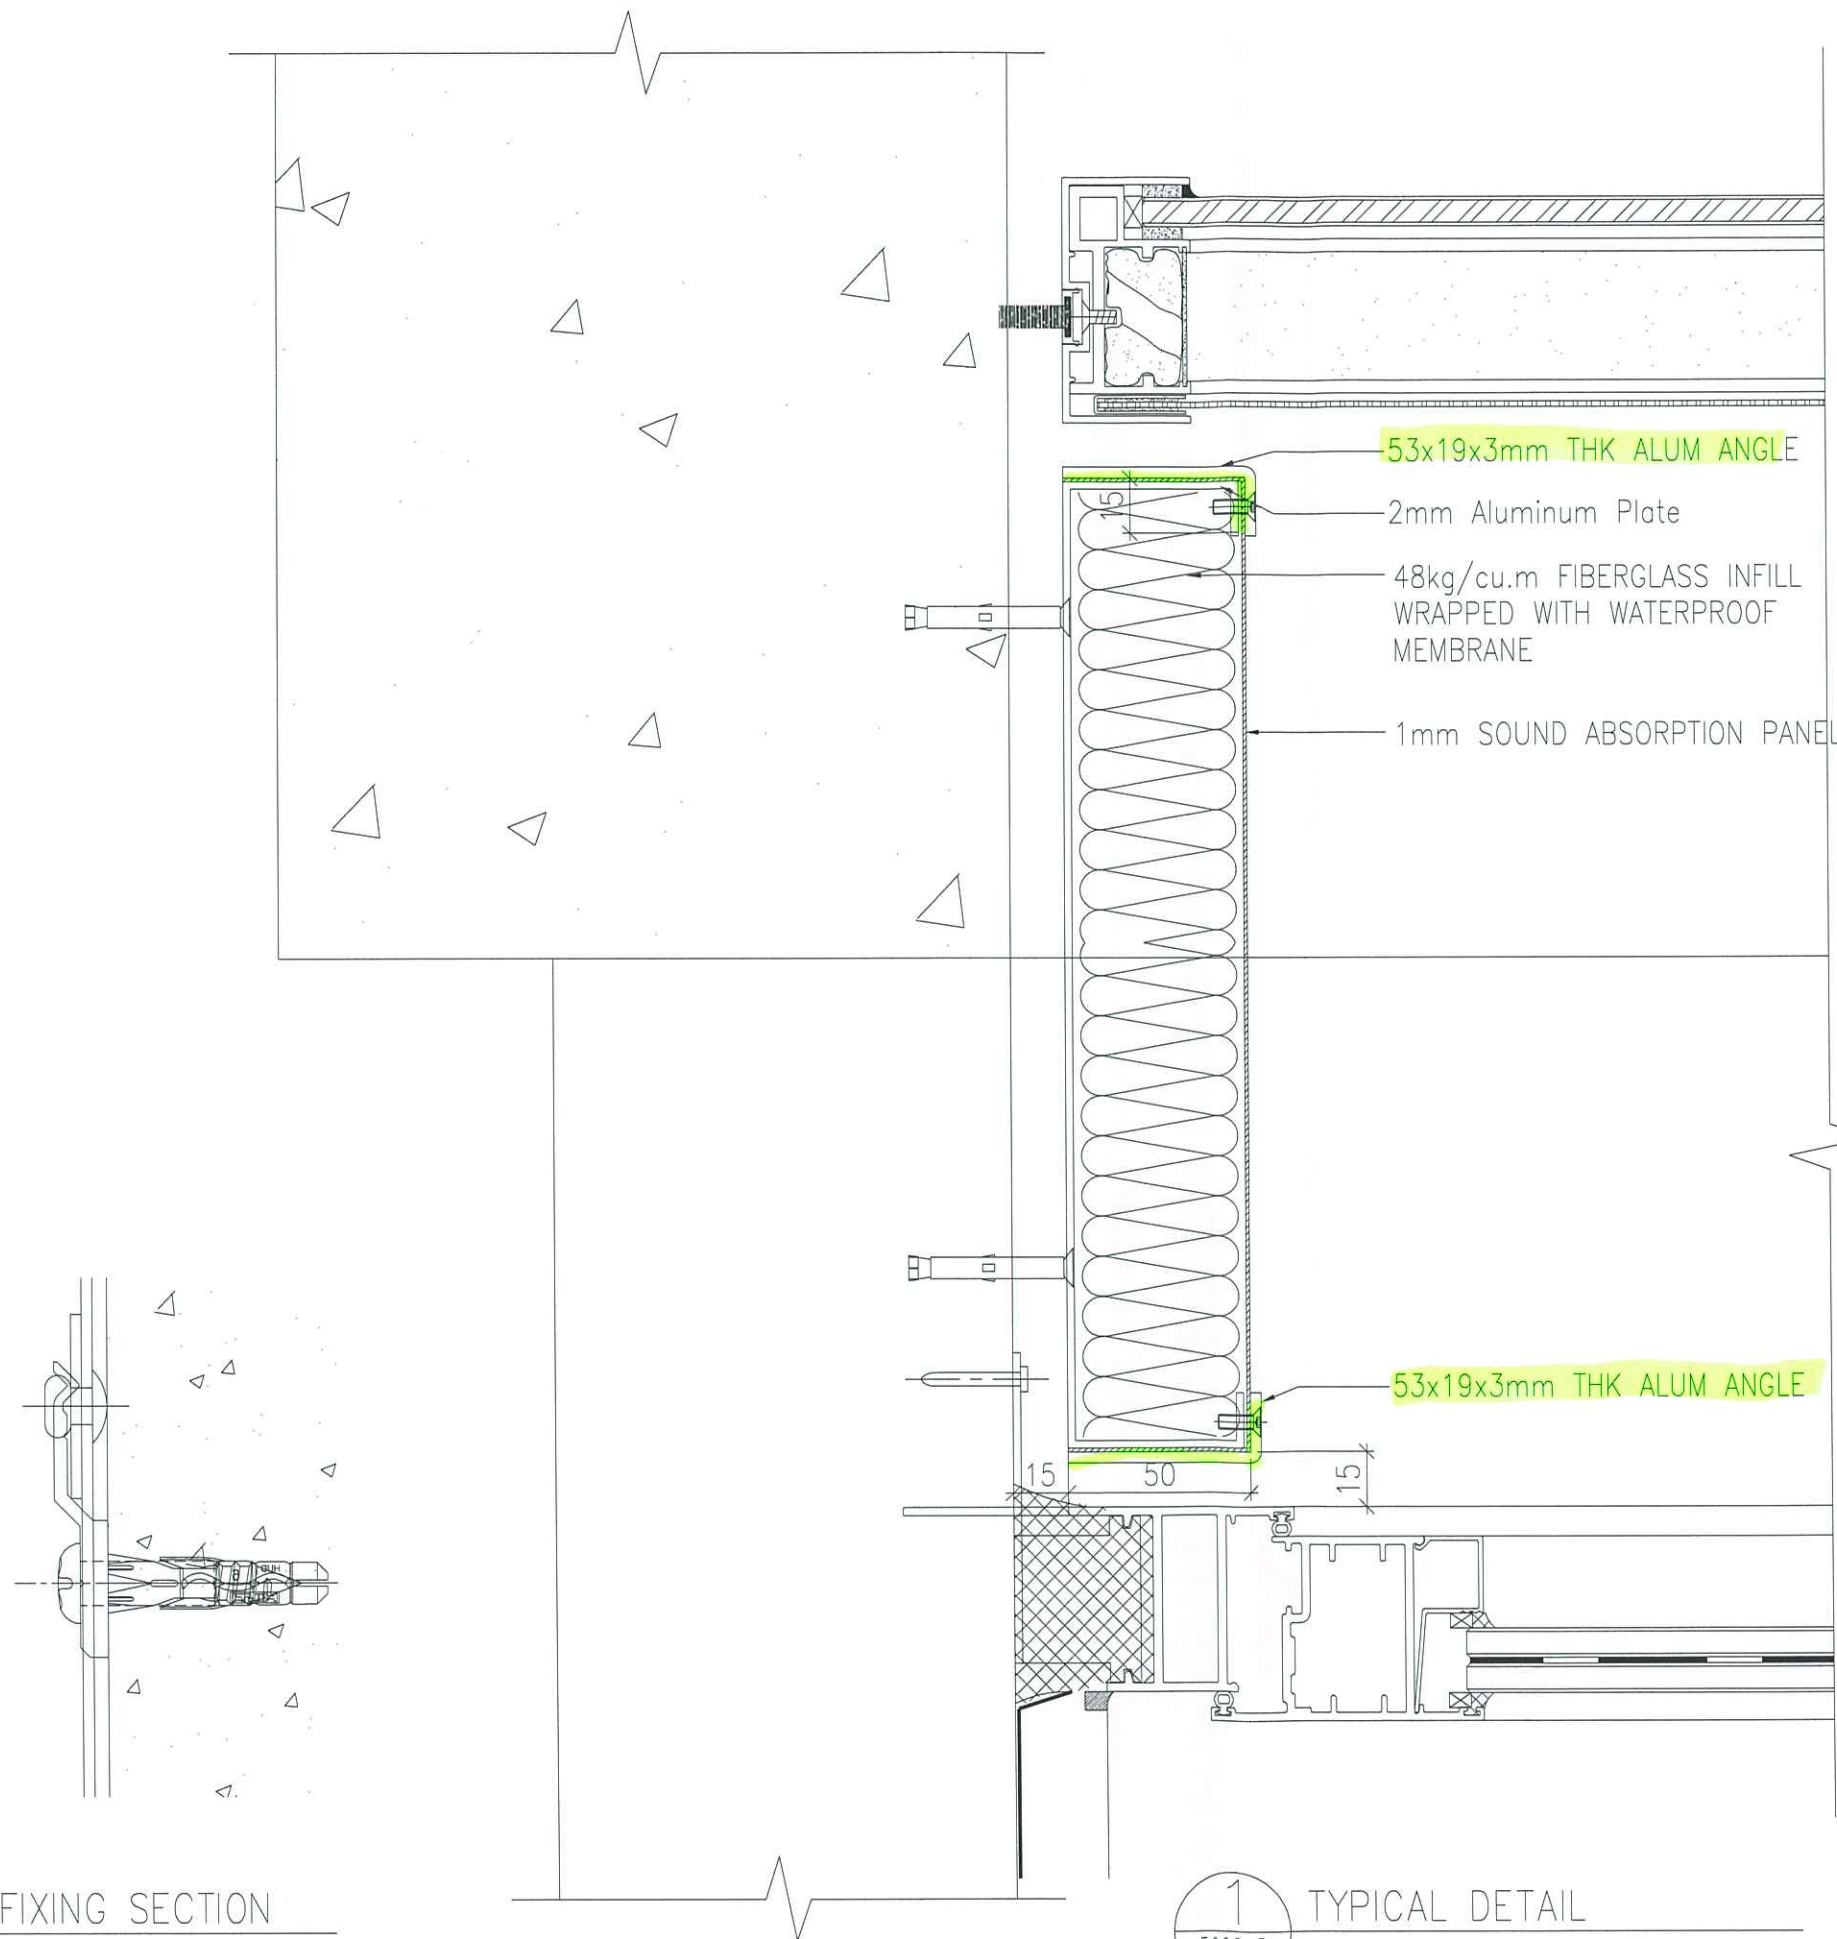 53x19x3mm THK ALUM ANGLE
15
2mm Aluminum Plate
48kg/cu.m FIBERGLASS INFILL
WRAPPED WITH WATERPROOF
MEMBRANE
1mm SOUND ABSORPTION PANEL
53x19x3mm THK ALUM ANGLE
15
50
15
FIXING SECTION
1
TYPICAL DETAIL